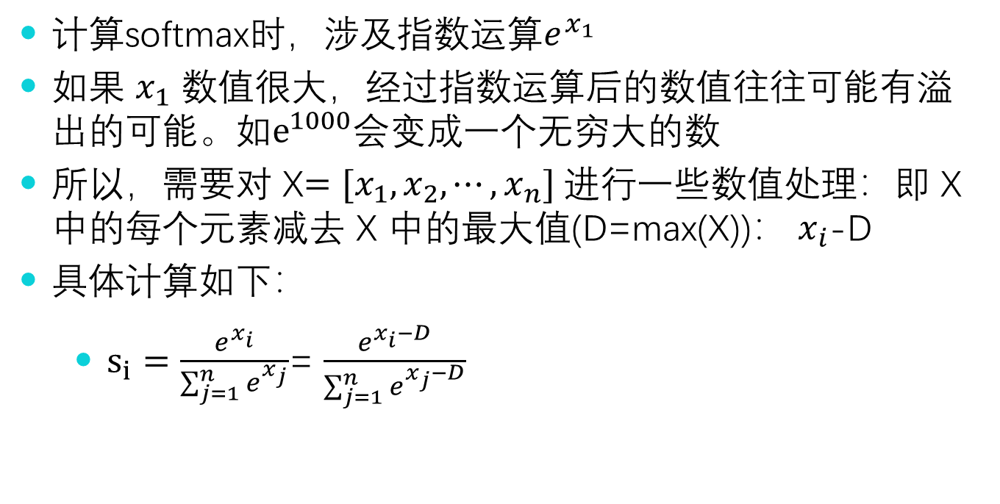 • 计算softmax时，涉及指数运算$e^{x_1}$
• 如果 $x_1$ 数值很大，经过指数运算后的数值往往可能有溢
出的可能。如$\mathrm{e}^{1000}$会变成一个无穷大的数
• 所以，需要对 X= $[x_1, x_2, \cdots, x_n]$ 进行一些数值处理：即 X
中的每个元素减去 X 中的最大值(D=max(X))： $x_i$-D
• 具体计算如下：
• $\mathrm{s_i} = \frac{e^{x_i}}{\sum_{j=1}^{n} e^{x_j}} = \frac{e^{x_i-D}}{\sum_{j=1}^{n} e^{x_j-D}}$